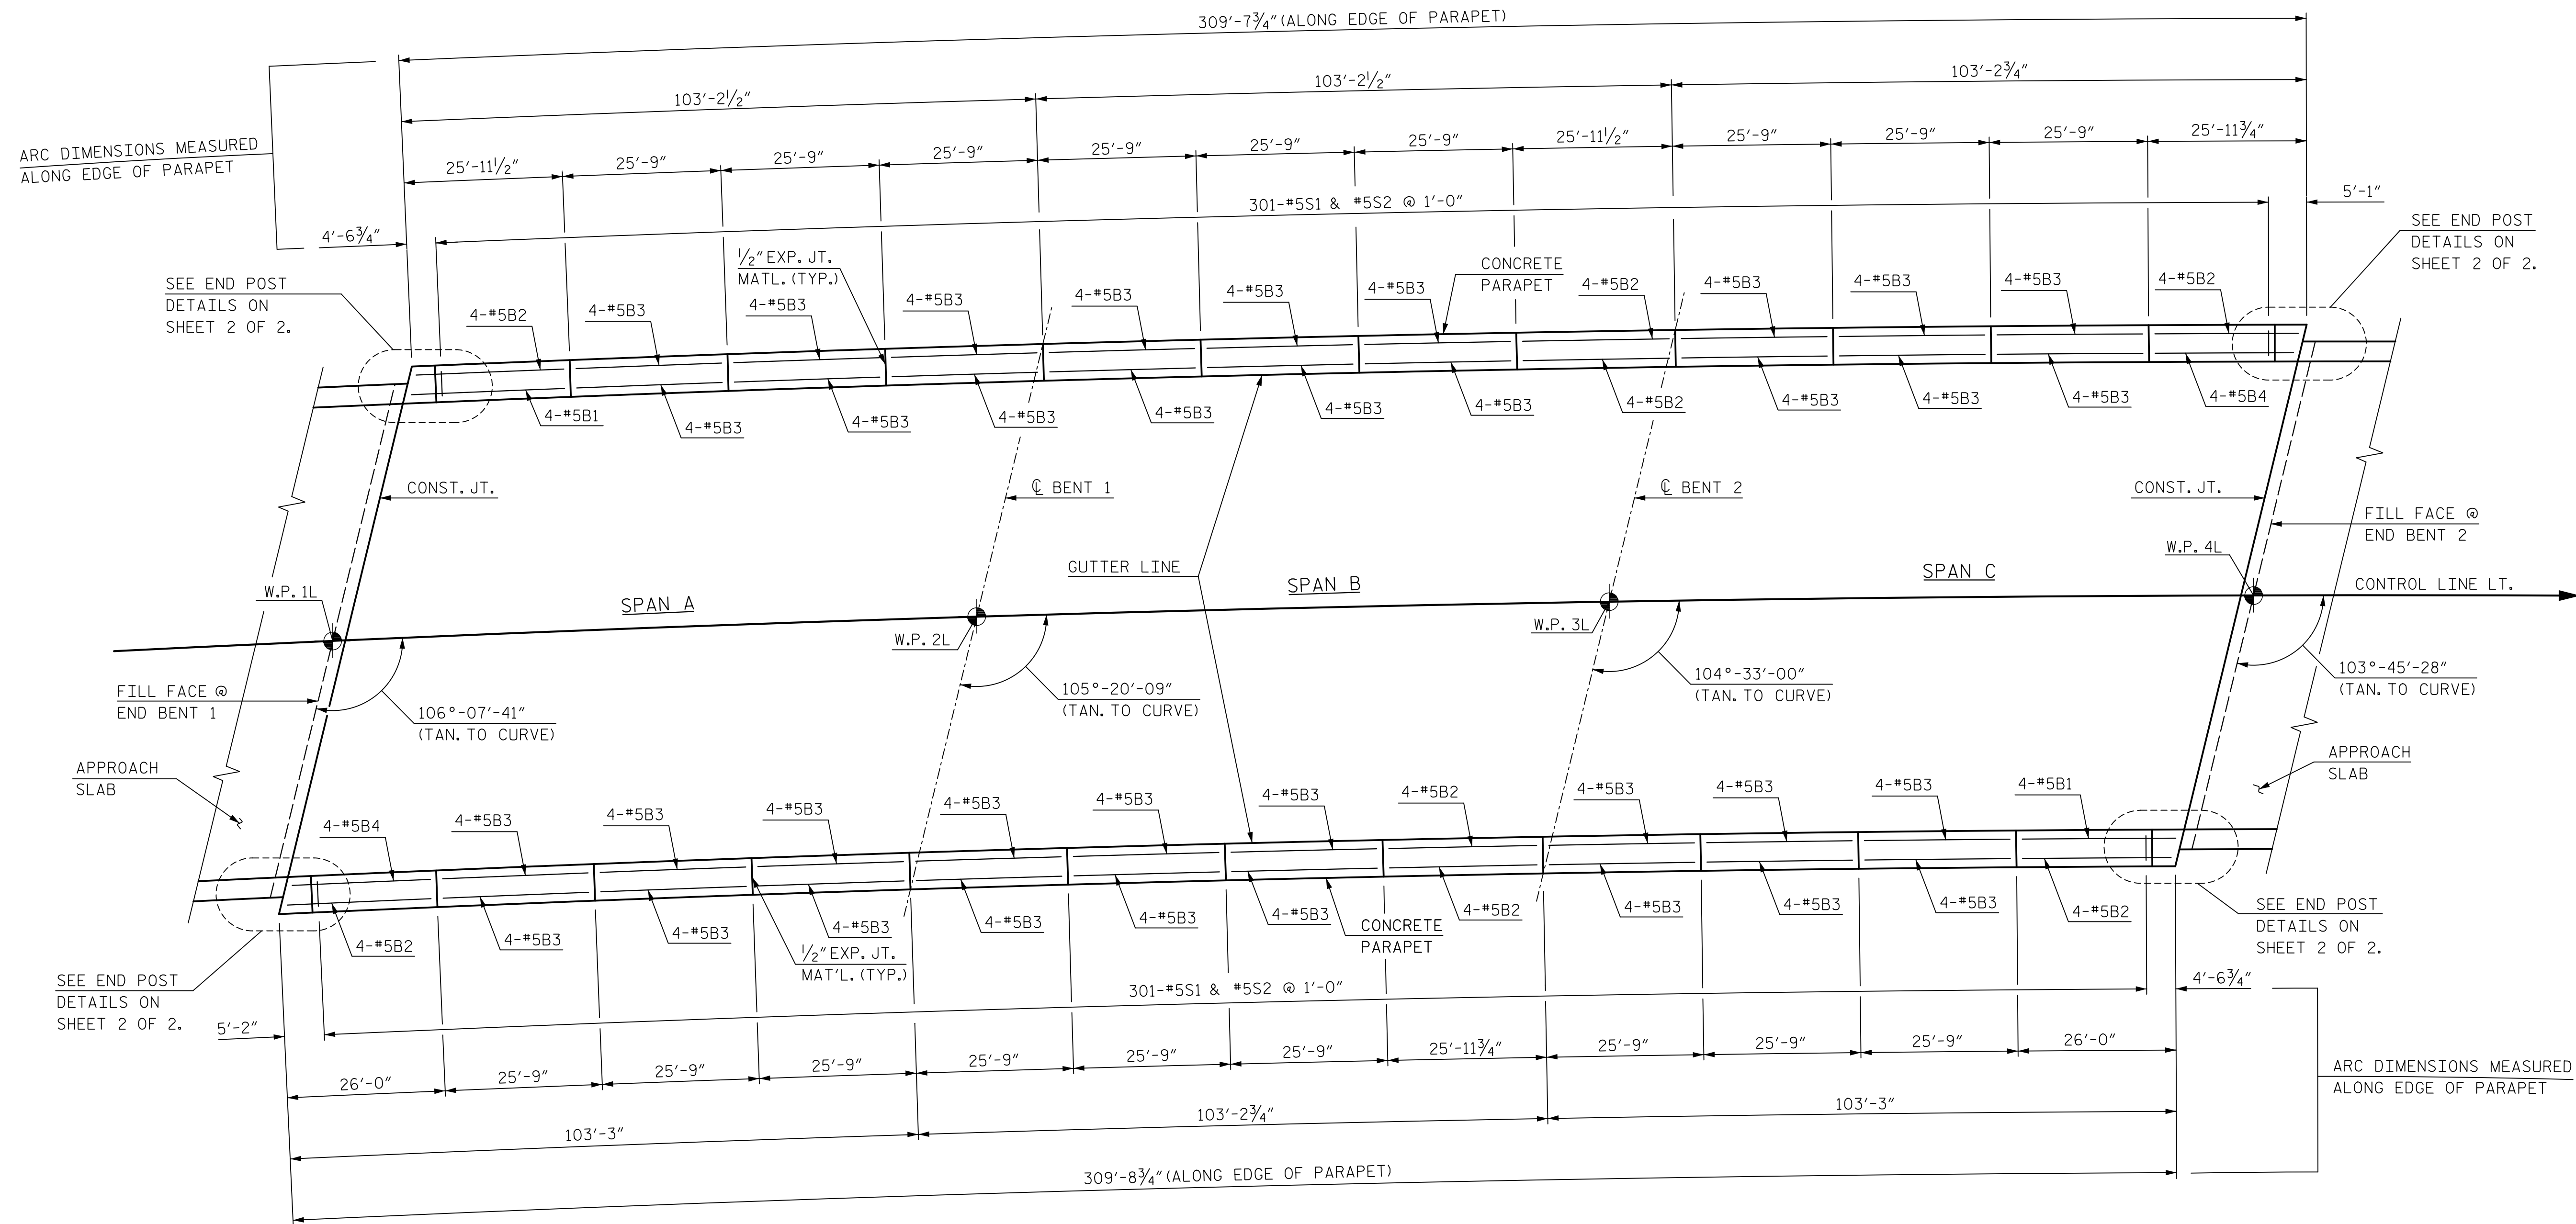 309′-7¾″(ALONG EDGE OF PARAPET)
103′-2½″
103′-2½″
103′-2¾″
ARC DIMENSIONS MEASURED
ALONG EDGE OF PARAPET
25′-11½″
25′-9″
25′-9″
25′-9″
25′-9″
25′-9″
25′-9″
25′-11½″
25′-9″
25′-9″
25′-9″
25′-11¾″
4′-6¾″
301-#5S1 & #5S2 @ 1′-0″
5′-1″
SEE END POST
DETAILS ON
SHEET 2 OF 2.
½″EXP. JT.
MATL. (TYP.)
CONCRETE
PARAPET
SEE END POST
DETAILS ON
SHEET 2 OF 2.
4-#5B2
4-#5B3
4-#5B3
4-#5B3
4-#5B3
4-#5B3
4-#5B3
4-#5B2
4-#5B3
4-#5B3
4-#5B3
4-#5B2
4-#5B1
4-#5B3
4-#5B3
4-#5B3
4-#5B3
4-#5B3
4-#5B3
4-#5B2
4-#5B3
4-#5B3
4-#5B3
4-#5B4
CONST. JT.
℄ BENT 1
℄ BENT 2
CONST. JT.
FILL FACE @
END BENT 2
GUTTER LINE
W.P. 1L
SPAN A
W.P. 2L
SPAN B
W.P. 3L
SPAN C
W.P. 4L
CONTROL LINE LT.
FILL FACE @
END BENT 1
106°-07′-41″
(TAN. TO CURVE)
105°-20′-09″
(TAN. TO CURVE)
104°-33′-00″
(TAN. TO CURVE)
103°-45′-28″
(TAN. TO CURVE)
APPROACH
SLAB
APPROACH
SLAB
4-#5B4
4-#5B3
4-#5B3
4-#5B3
4-#5B3
4-#5B3
4-#5B3
4-#5B2
4-#5B3
4-#5B3
4-#5B3
4-#5B1
4-#5B2
4-#5B3
4-#5B3
4-#5B3
4-#5B3
4-#5B3
4-#5B3
4-#5B2
4-#5B3
4-#5B3
4-#5B3
4-#5B2
½″EXP. JT.
MAT'L. (TYP.)
CONCRETE
PARAPET
SEE END POST
DETAILS ON
SHEET 2 OF 2.
SEE END POST
DETAILS ON
SHEET 2 OF 2.
5′-2″
301-#5S1 & #5S2 @ 1′-0″
4′-6¾″
26′-0″
25′-9″
25′-9″
25′-9″
25′-9″
25′-9″
25′-9″
25′-11¾″
25′-9″
25′-9″
25′-9″
26′-0″
ARC DIMENSIONS MEASURED
ALONG EDGE OF PARAPET
103′-3″
103′-2¾″
103′-3″
309′-8¾″(ALONG EDGE OF PARAPET)